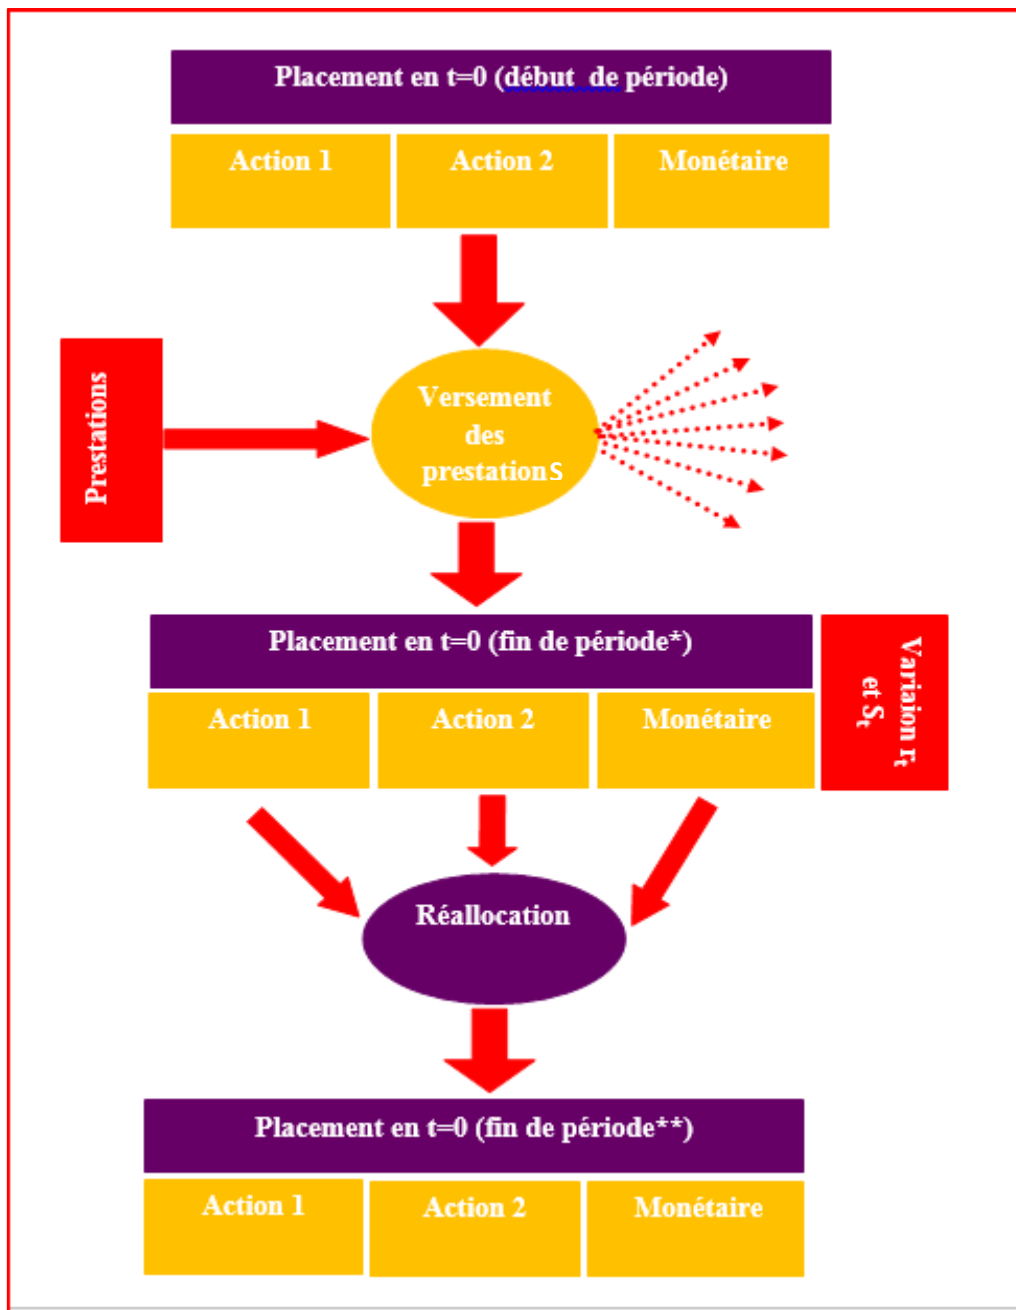 Placement en t=0 (début de période)
Action 1
Action 2
Monétaire
Prestations
Versement
des
prestations
Placement en t=0 (fin de période*)
Variaion rₜ
et Sₜ
Action 1
Action 2
Monétaire
Réallocation
Placement en t=0 (fin de période**)
Action 1
Action 2
Monétaire